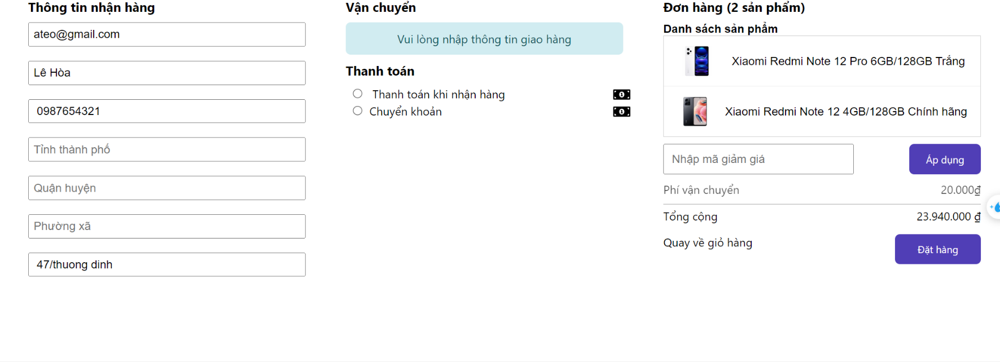 Thông tin nhận hàng
ateo@gmail.com
Lê Hòa
0987654321
Tỉnh thành phố
Quận huyện
Phường xã
47/thuong dinh
Vận chuyển
Vui lòng nhập thông tin giao hàng
Thanh toán
Thanh toán khi nhận hàng
Chuyển khoản
Đơn hàng (2 sản phẩm)
Danh sách sản phẩm
Xiaomi Redmi Note 12 Pro 6GB/128GB Trắng
Xiaomi Redmi Note 12 4GB/128GB Chính hãng
Nhập mã giảm giá
Áp dụng
Phí vận chuyển 20.000₫
Tổng cộng 23.940.000 ₫
Quay về giỏ hàng
Đặt hàng